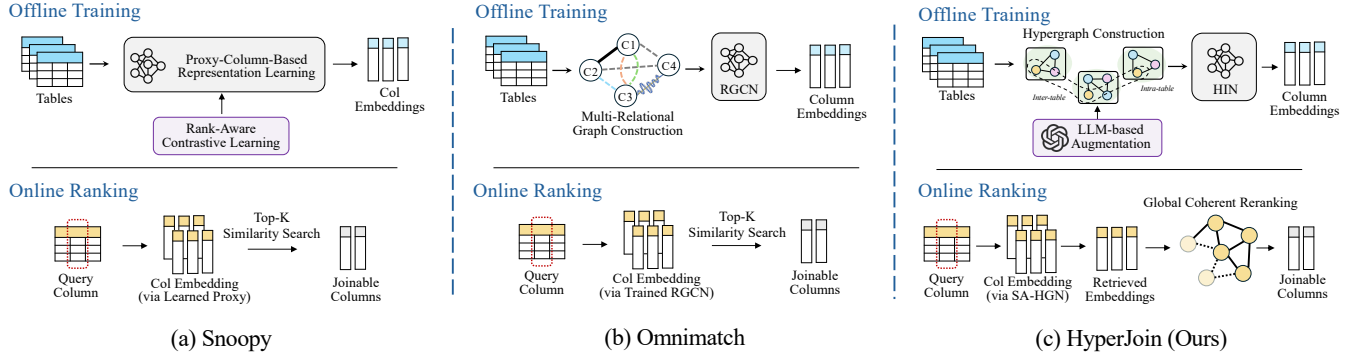 Offline Training
Tables
Proxy-Column-Based
Representation Learning
Col
Embeddings
Rank-Aware
Contrastive Learning
Online Ranking
Query
Column
Col Embedding
(via Learned Proxy)
Top-K
Similarity Search
Joinable
Columns
(a) Snoopy
Offline Training
Tables
C1
C2
C4
C3
Multi-Relational
Graph Construction
RGCN
Column
Embeddings
Online Ranking
Query
Column
Col Embedding
(via Trained RGCN)
Top-K
Similarity Search
Joinable
Columns
(b) Omnimatch
Offline Training
Hypergraph Construction
Tables
Inter-table
Intra-table
LLM-based
Augmentation
HIN
Column
Embeddings
Online Ranking
Query
Column
Col Embedding
(via SA-HGN)
Retrieved
Embeddings
Global Coherent Reranking
Joinable
Columns
(c) HyperJoin (Ours)